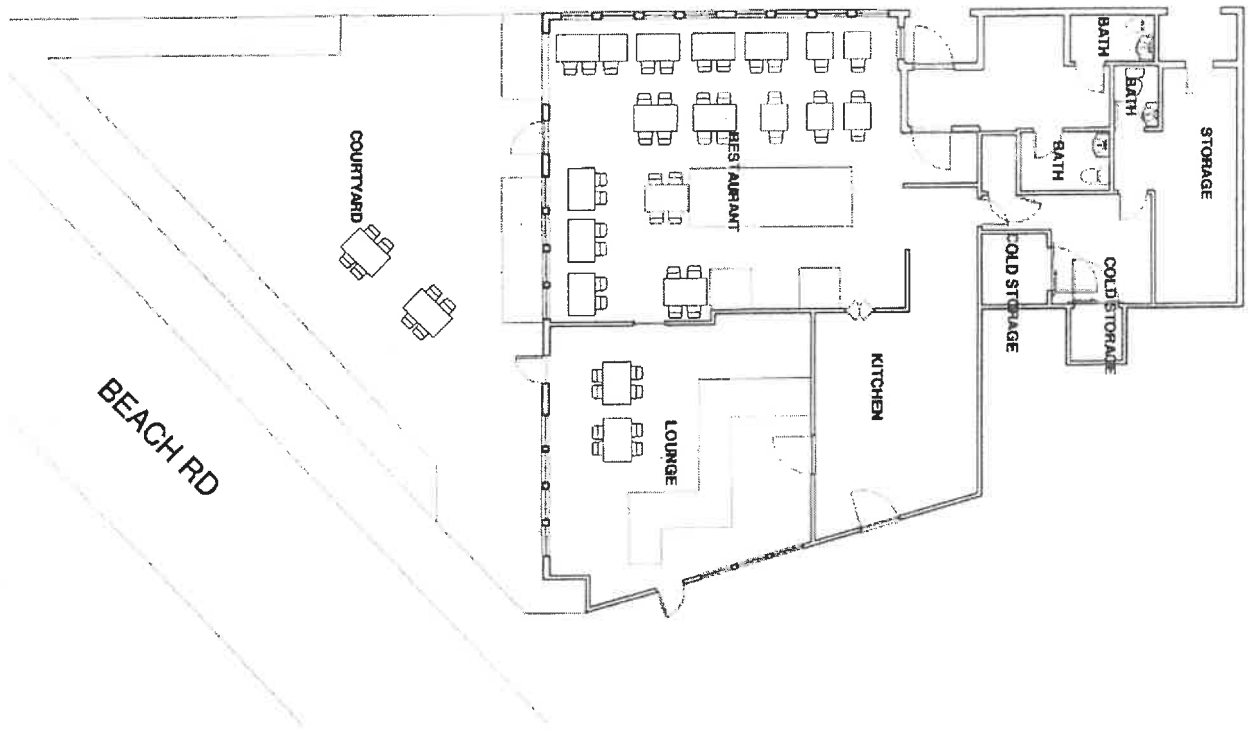 BATH
BATH
STORAGE
COURTYARD
RESTAURANT
BATH
COLD STORAGE
COLD STORAGE
KITCHEN
LOUNGE
BEACH RD